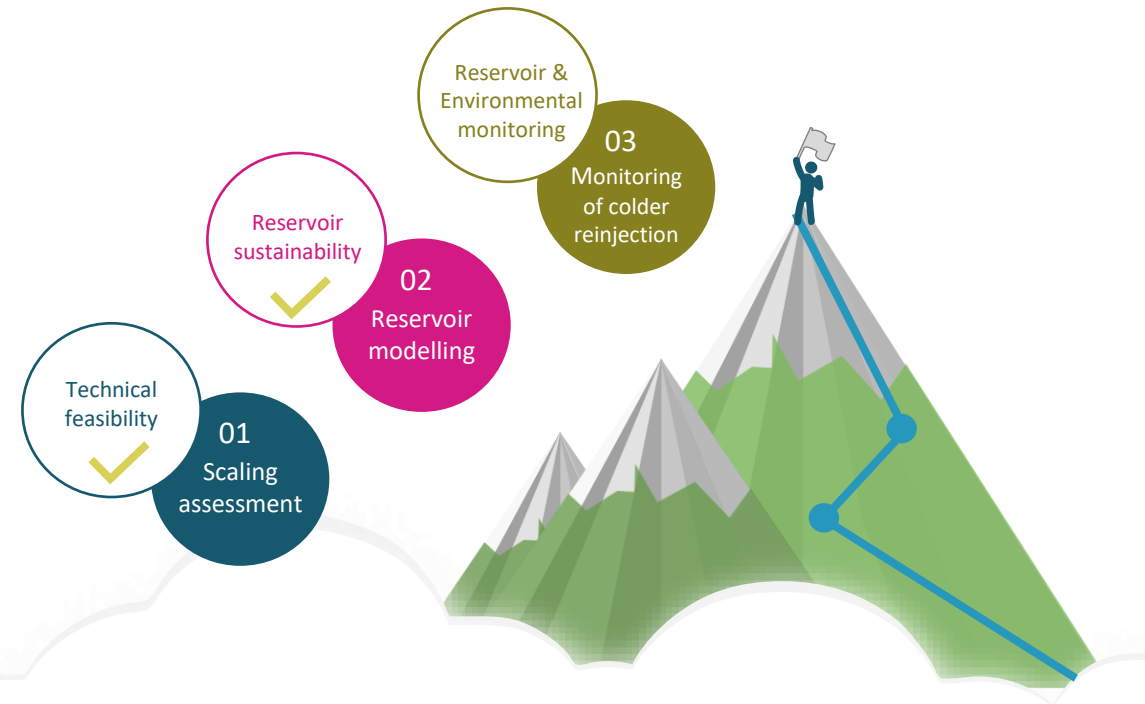 Technical
feasibility
01
Scaling
assessment
Reservoir
sustainability
02
Reservoir
modelling
Reservoir &
Environmental
monitoring
03
Monitoring
of colder
reinjection